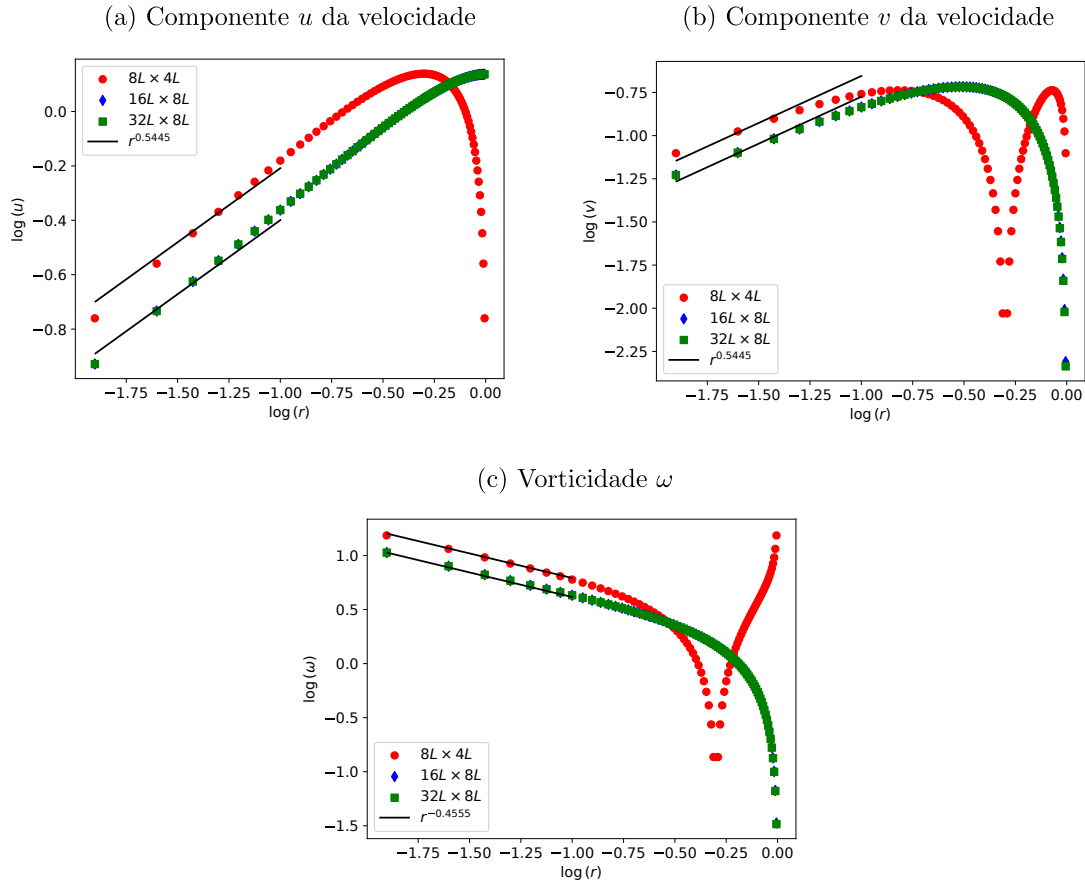 (a) Componente u da velocidade
0.0
−0.2
−0.4
−0.6
−0.8
log (u)
8L × 4L
16L × 8L
32L × 8L
r^0.5445
−1.75 −1.50 −1.25 −1.00 −0.75 −0.50 −0.25 0.00
log (r)
(b) Componente v da velocidade
−0.75
−1.00
−1.25
−1.50
−1.75
−2.00
−2.25
log (v)
8L × 4L
16L × 8L
32L × 8L
r^0.5445
−1.75 −1.50 −1.25 −1.00 −0.75 −0.50 −0.25 0.00
log (r)
(c) Vorticidade ω
1.0
0.5
0.0
−0.5
−1.0
−1.5
log (ω)
8L × 4L
16L × 8L
32L × 8L
r^−0.4555
−1.75 −1.50 −1.25 −1.00 −0.75 −0.50 −0.25 0.00
log (r)